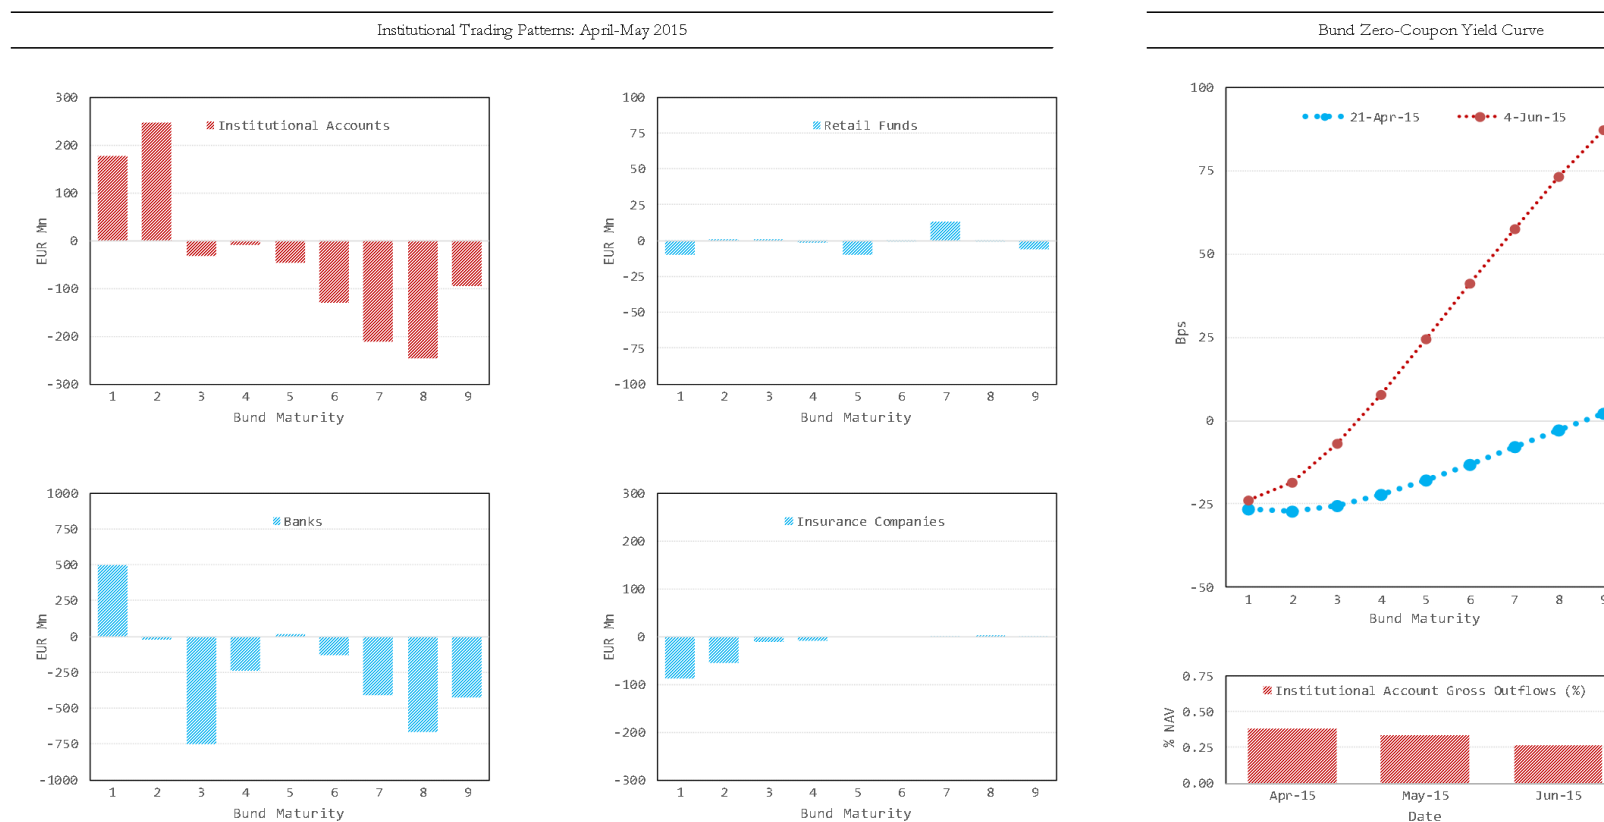 Institutional Trading Patterns: April-May 2015
Bund Zero-Coupon Yield Curve
300
200
100
0
-100
-200
-300
EUR Mn
Institutional Accounts
1 2 3 4 5 6 7 8 9
Bund Maturity
100
75
50
25
0
-25
-50
-75
-100
EUR Mn
Retail Funds
1 2 3 4 5 6 7 8 9
Bund Maturity
100
75
50
25
0
-25
-50
Bps
21-Apr-15 4-Jun-15
1 2 3 4 5 6 7 8 9
Bund Maturity
1000
750
500
250
0
-250
-500
-750
-1000
EUR Mn
Banks
1 2 3 4 5 6 7 8 9
Bund Maturity
300
200
100
0
-100
-200
-300
EUR Mn
Insurance Companies
1 2 3 4 5 6 7 8 9
Bund Maturity
0.75
0.50
0.25
0.00
% NAV
Institutional Account Gross Outflows (%)
Apr-15 May-15 Jun-15
Date